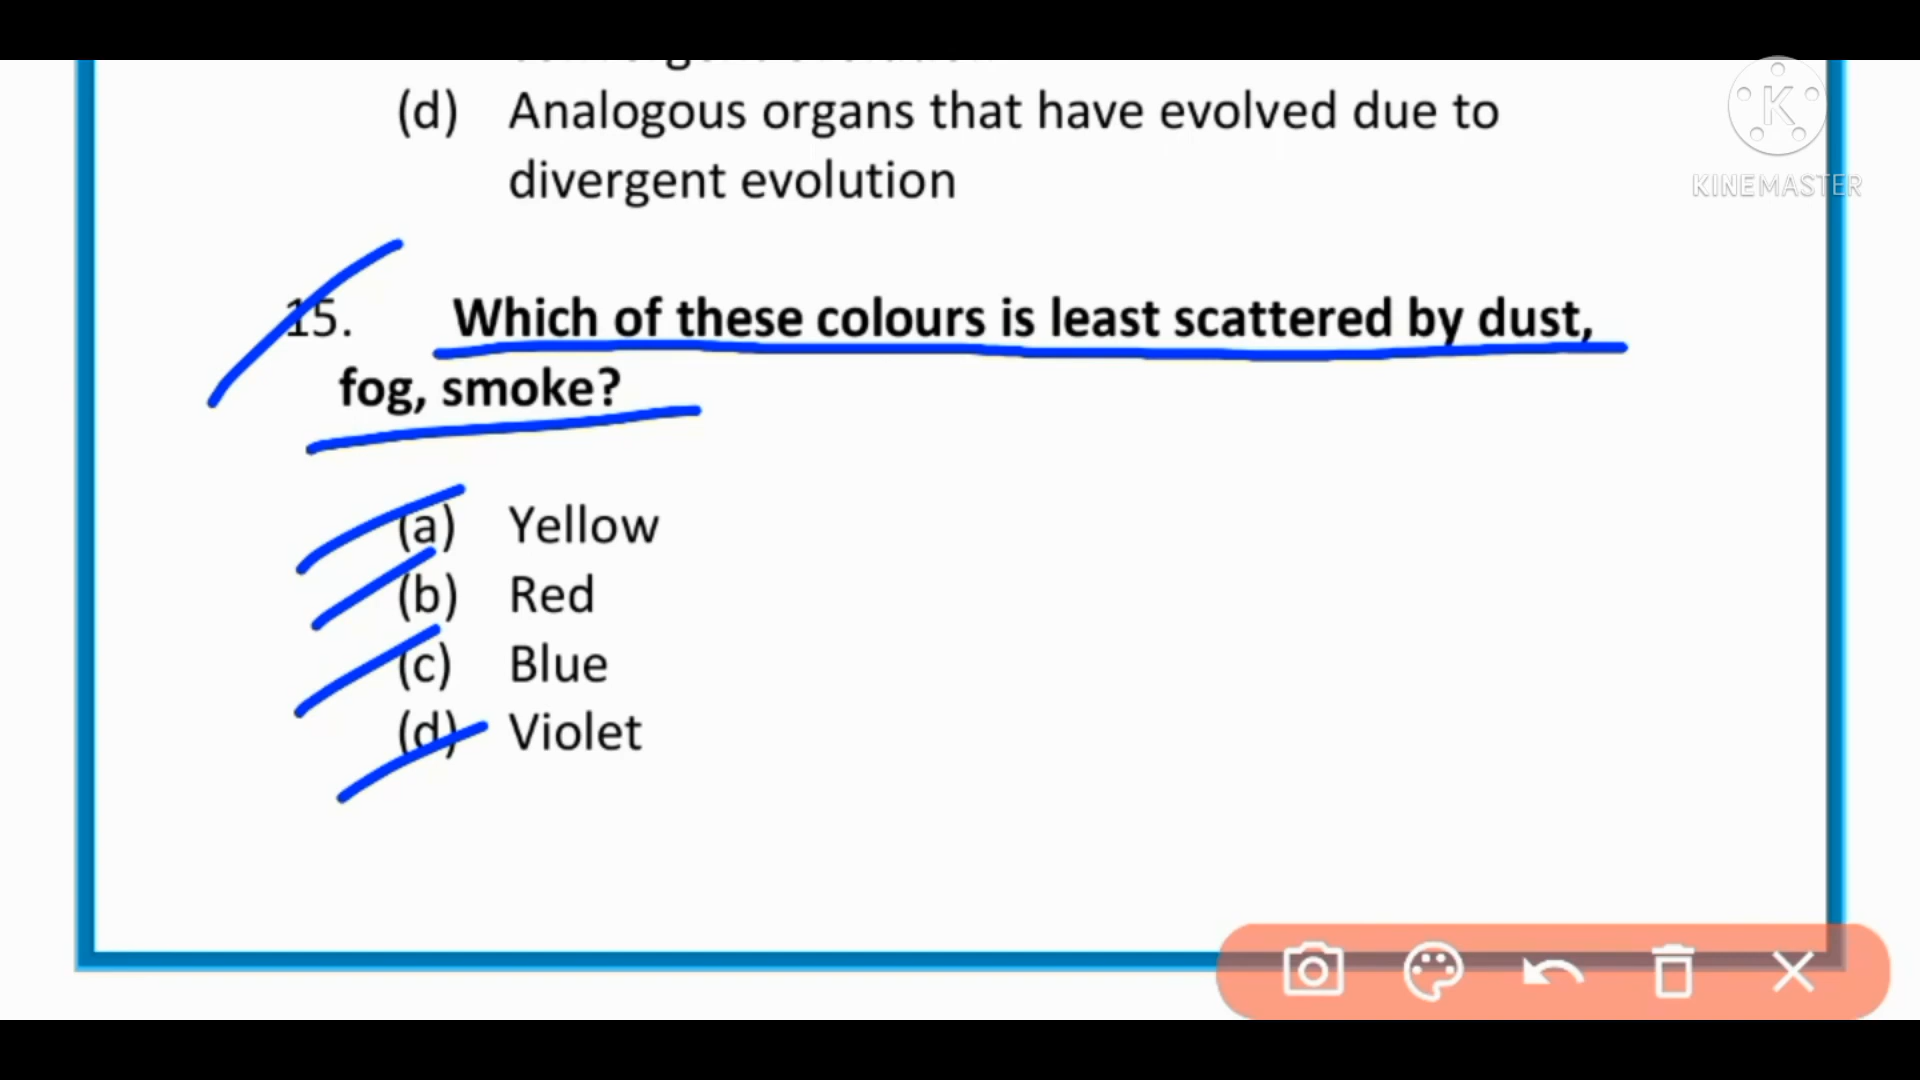 (d) Analogous organs that have evolved due to
divergent evolution
KINEMASTER
15. Which of these colours is least scattered by dust,
fog, smoke?
(a) Yellow
(b) Red
(c) Blue
(d) Violet